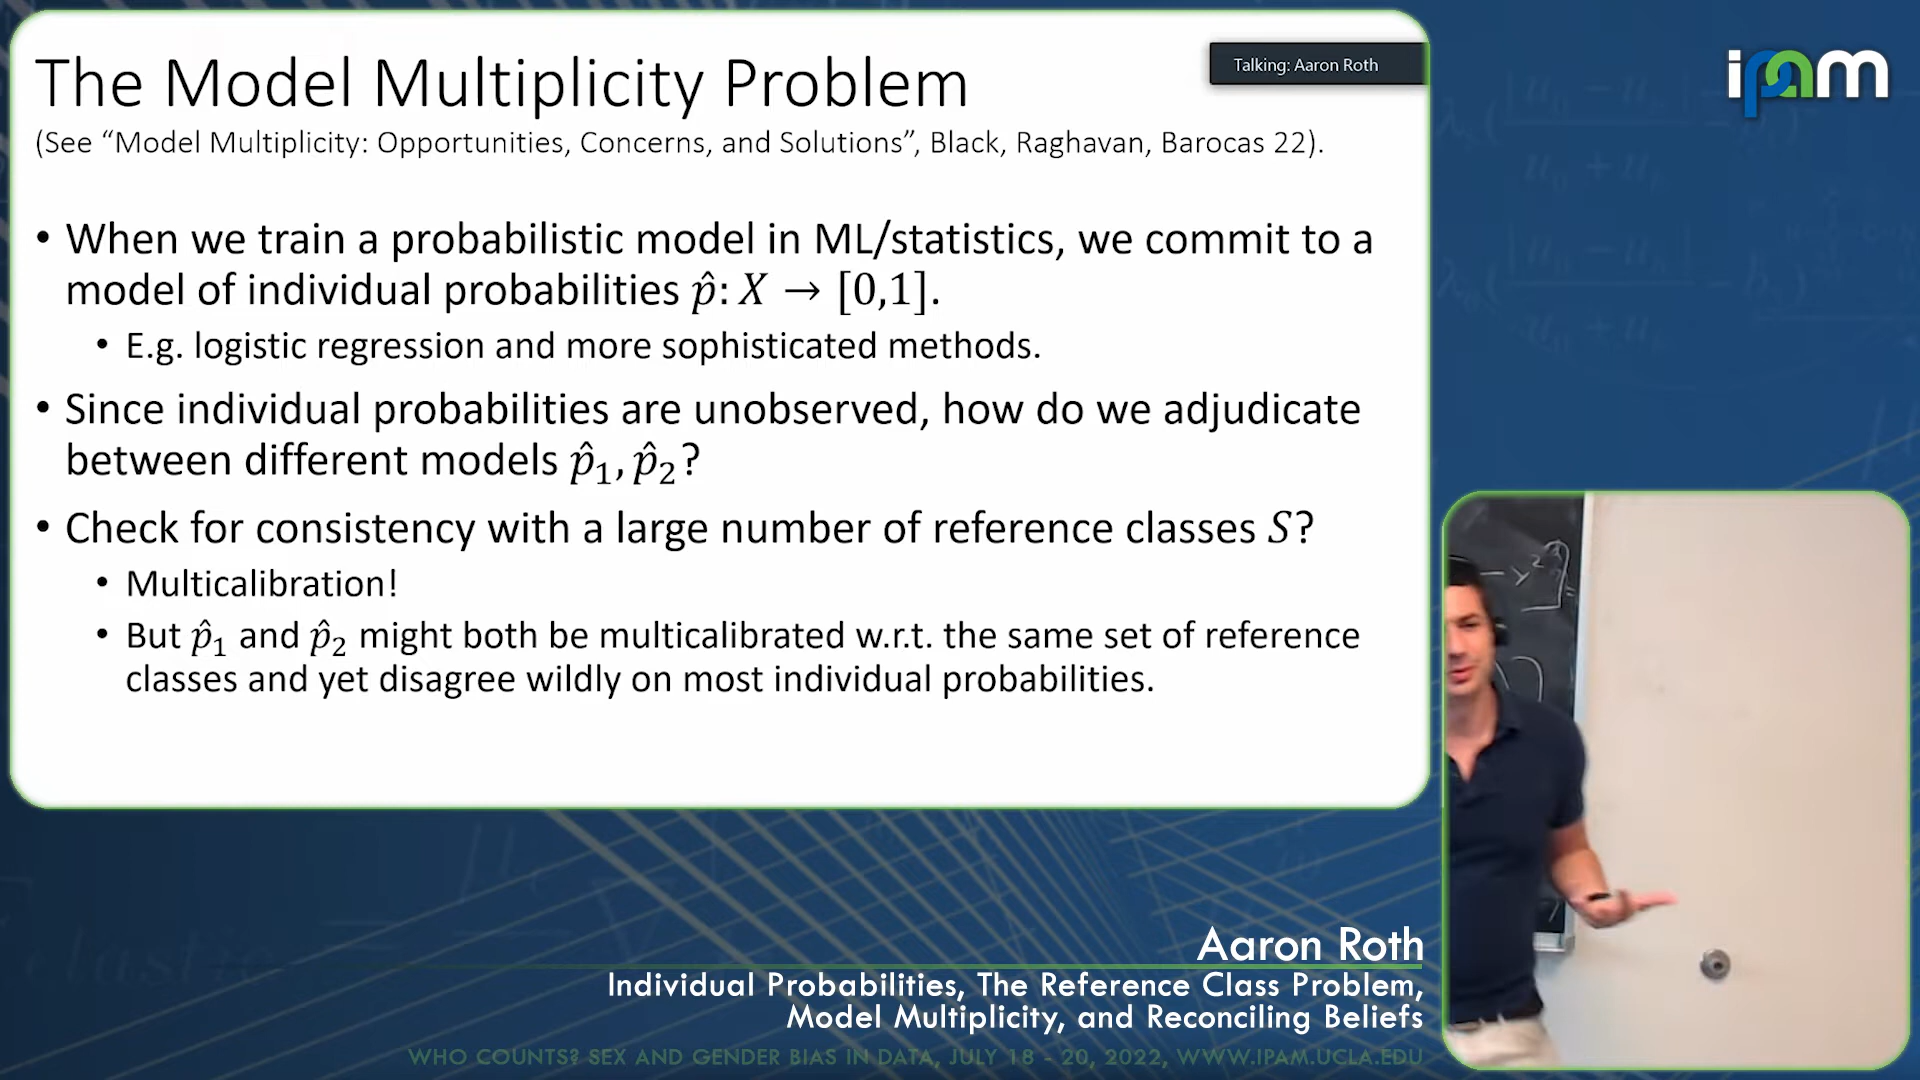 The Model Multiplicity Problem
Talking: Aaron Roth
(See “Model Multiplicity: Opportunities, Concerns, and Solutions”, Black, Raghavan, Barocas 22).
• When we train a probabilistic model in ML/statistics, we commit to a
model of individual probabilities p̂: X → [0,1].
• E.g. logistic regression and more sophisticated methods.
• Since individual probabilities are unobserved, how do we adjudicate
between different models p̂₁, p̂₂?
• Check for consistency with a large number of reference classes S?
• Multicalibration!
• But p̂₁ and p̂₂ might both be multicalibrated w.r.t. the same set of reference
classes and yet disagree wildly on most individual probabilities.
ipam
Aaron Roth
Individual Probabilities, The Reference Class Problem,
Model Multiplicity, and Reconciling Beliefs
WHO COUNTS? SEX AND GENDER BIAS IN DATA, JULY 18 - 20, 2022, WWW.IPAM.UCLA.EDU